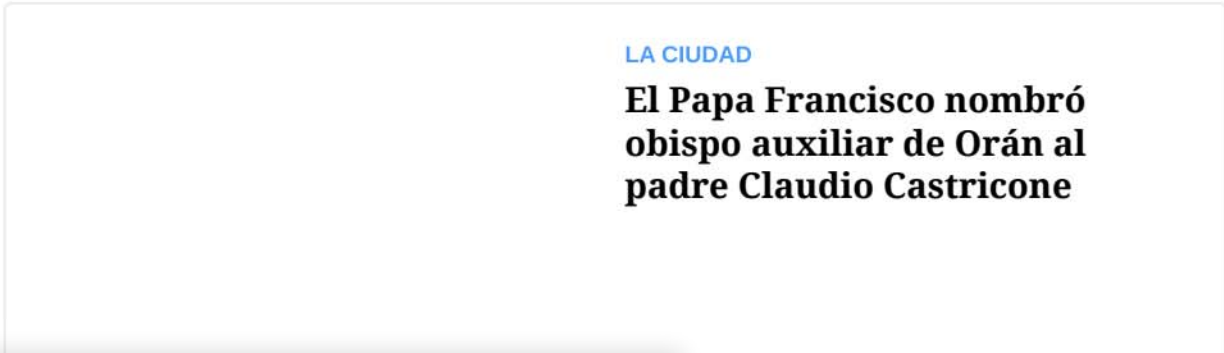 LA CIUDAD
El Papa Francisco nombró
obispo auxiliar de Orán al
padre Claudio Castricone